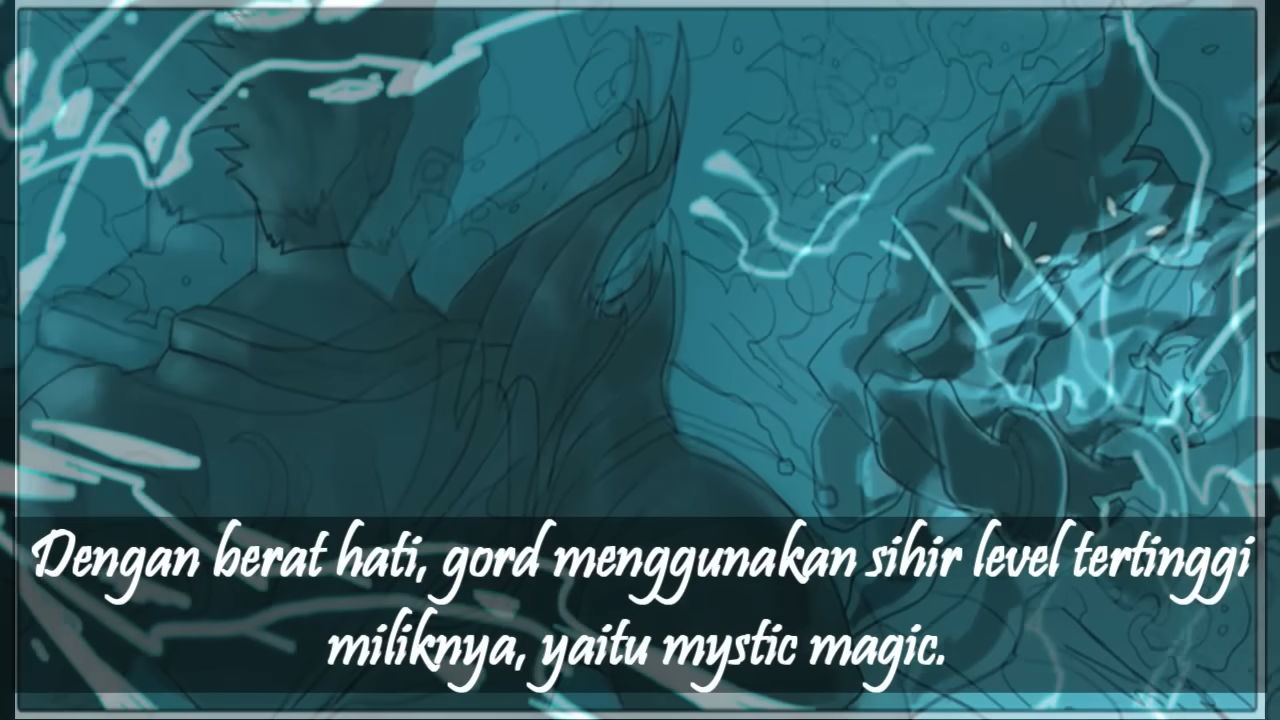 Dengan berat hati, gord menggunakan sihir level tertinggi
miliknya, yaitu mystic magic.